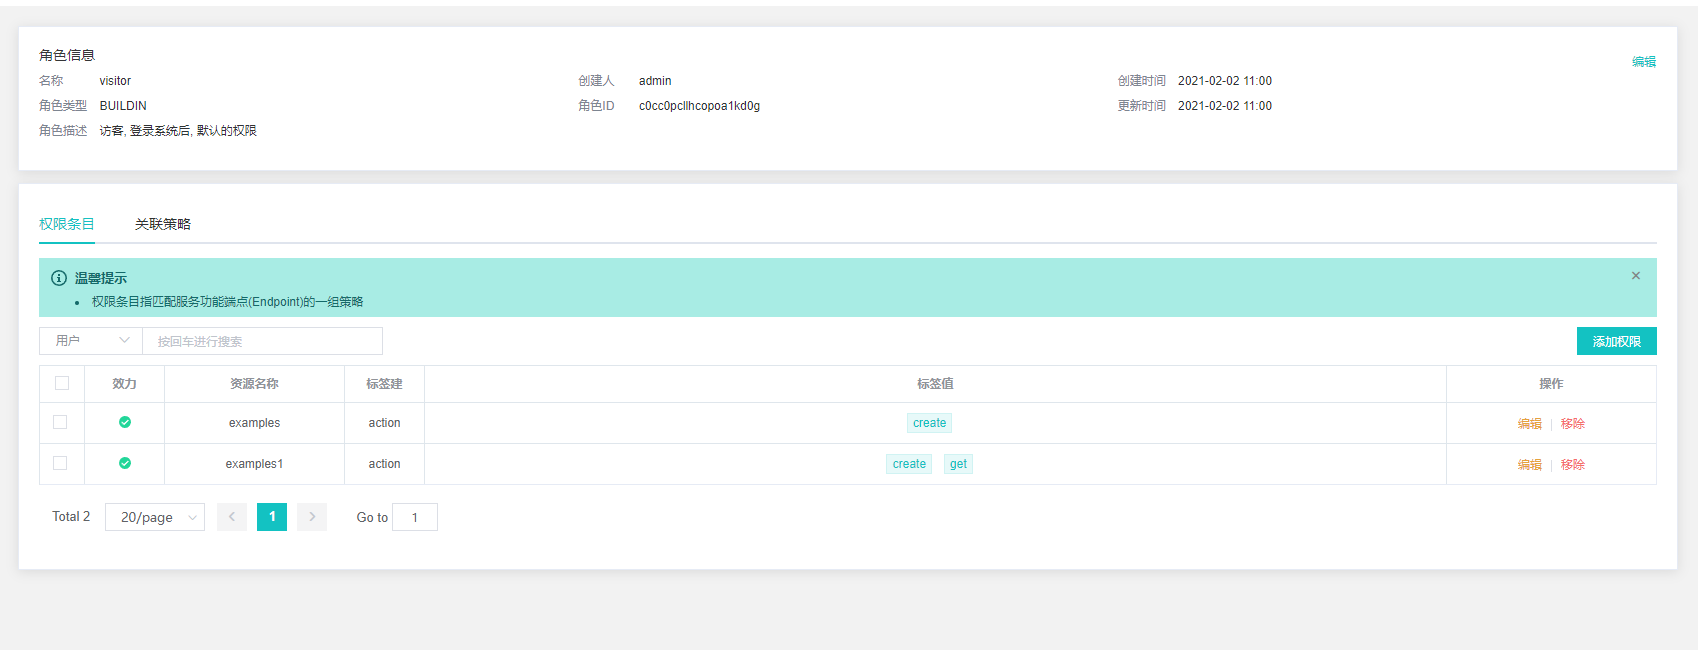 角色信息
编辑
名称 visitor 创建人 admin 创建时间 2021-02-02 11:00
角色类型 BUILDIN 角色ID c0cc0pcllhcopoa1kd0g 更新时间 2021-02-02 11:00
角色描述 访客, 登录系统后, 默认的权限
权限条目 关联策略
温馨提示
权限条目指匹配服务功能端点(Endpoint)的一组策略
用户 按回车进行搜索 添加权限
效力 资源名称 标签建 标签值 操作
examples action create 编辑 移除
examples1 action create get 编辑 移除
Total 2 20/page 1 Go to 1